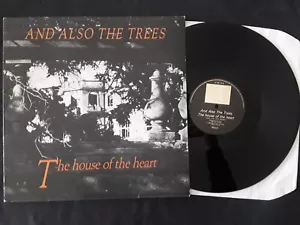 AND ALSO THE TREES
The house of the heart
And Also The Trees
The house of the heart